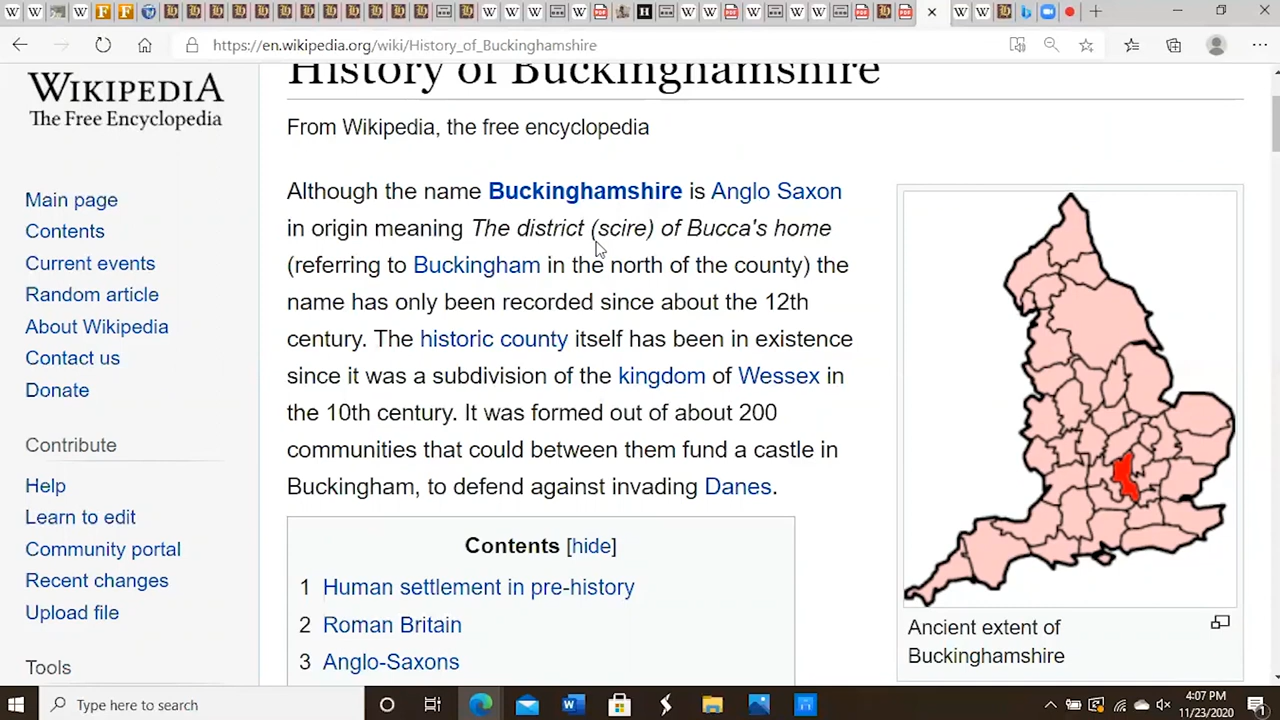 https://en.wikipedia.org/wiki/History_of_Buckinghamshire
WIKIPEDIA
The Free Encyclopedia
Main page
Contents
Current events
Random article
About Wikipedia
Contact us
Donate
Contribute
Help
Learn to edit
Community portal
Recent changes
Upload file
Tools
History of Buckinghamshire
From Wikipedia, the free encyclopedia
Although the name Buckinghamshire is Anglo Saxon
in origin meaning The district (scire) of Bucca's home
(referring to Buckingham in the north of the county) the
name has only been recorded since about the 12th
century. The historic county itself has been in existence
since it was a subdivision of the kingdom of Wessex in
the 10th century. It was formed out of about 200
communities that could between them fund a castle in
Buckingham, to defend against invading Danes.
Contents [hide]
1 Human settlement in pre-history
2 Roman Britain
3 Anglo-Saxons
Ancient extent of
Buckinghamshire
Type here to search
4:07 PM
11/23/2020